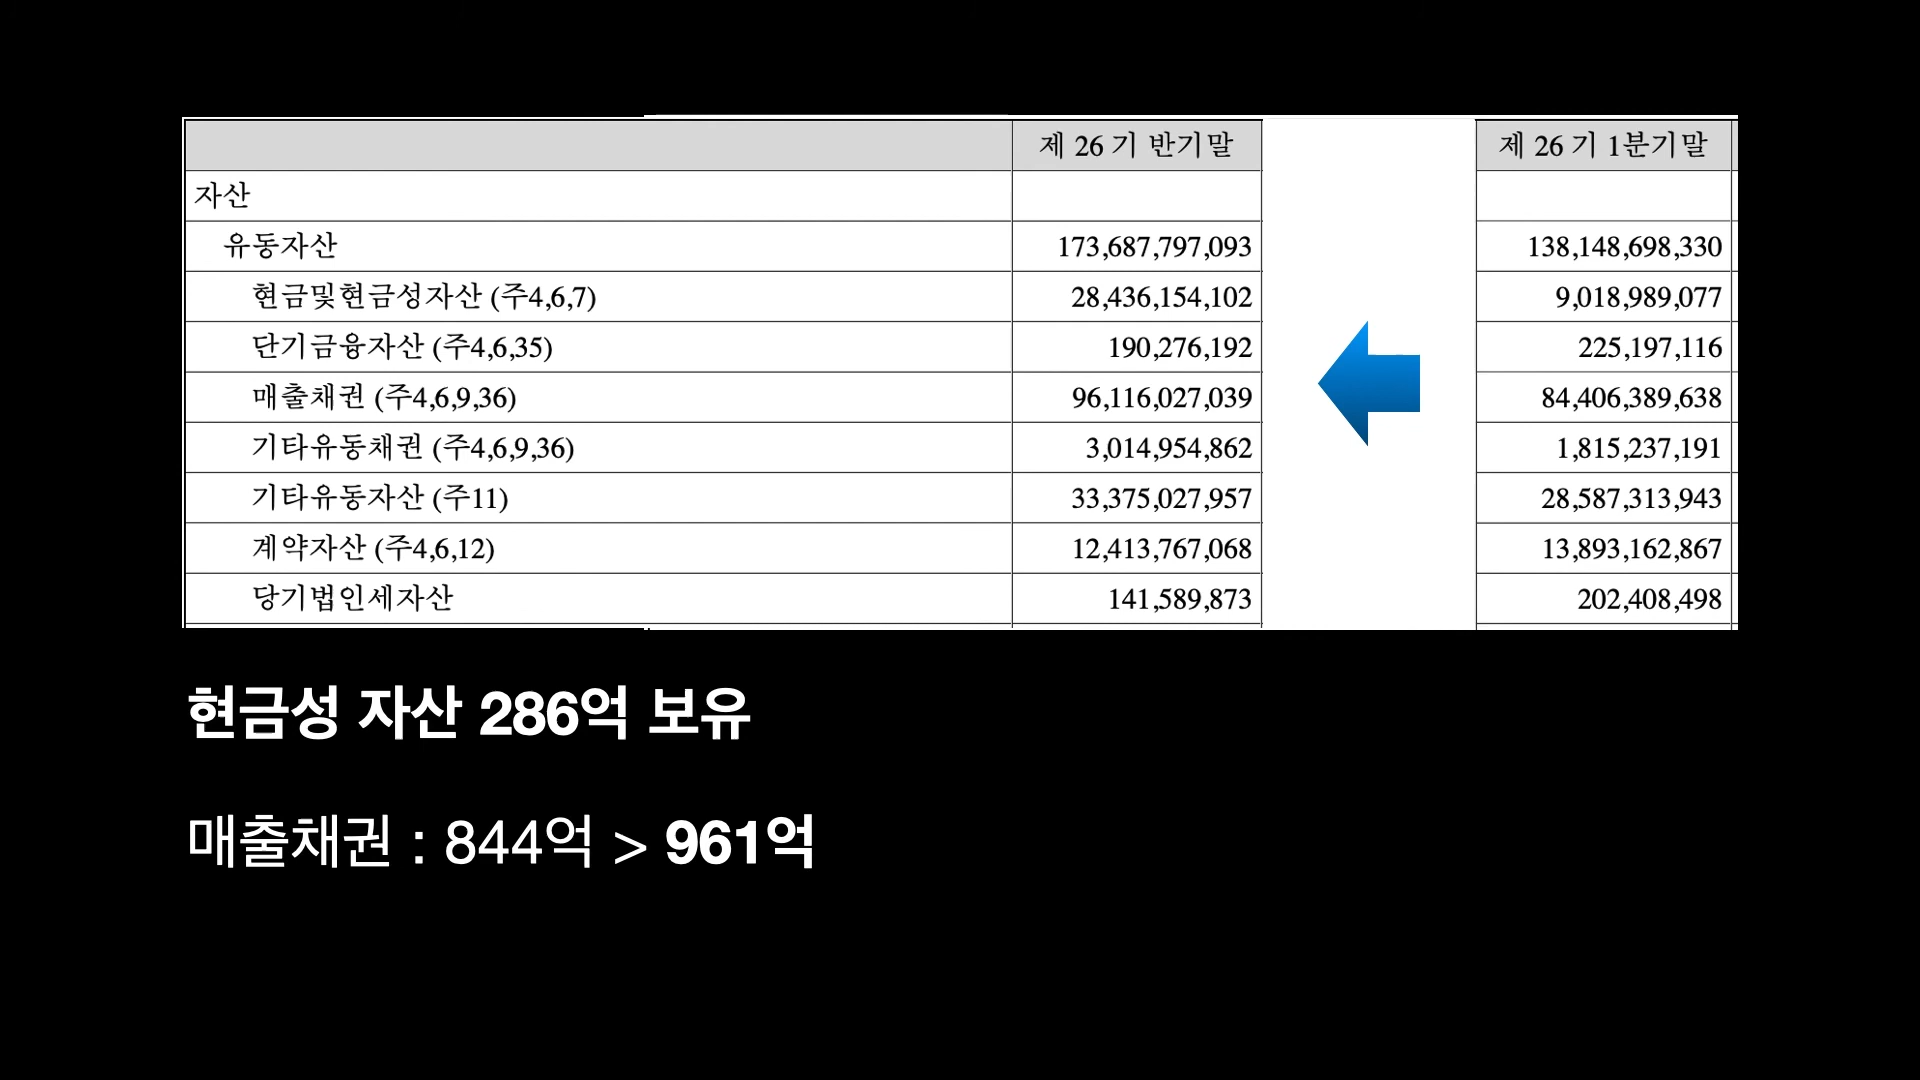 제 26 기 반기말 제 26 기 1분기말
자산
유동자산 173,687,797,093 138,148,698,330
현금및현금성자산 (주4,6,7) 28,436,154,102 9,018,989,077
단기금융자산 (주4,6,35) 190,276,192 225,197,116
매출채권 (주4,6,9,36) 96,116,027,039 84,406,389,638
기타유동채권 (주4,6,9,36) 3,014,954,862 1,815,237,191
기타유동자산 (주11) 33,375,027,957 28,587,313,943
계약자산 (주4,6,12) 12,413,767,068 13,893,162,867
당기법인세자산 141,589,873 202,408,498
현금성 자산 286억 보유
매출채권 : 844억 > 961억